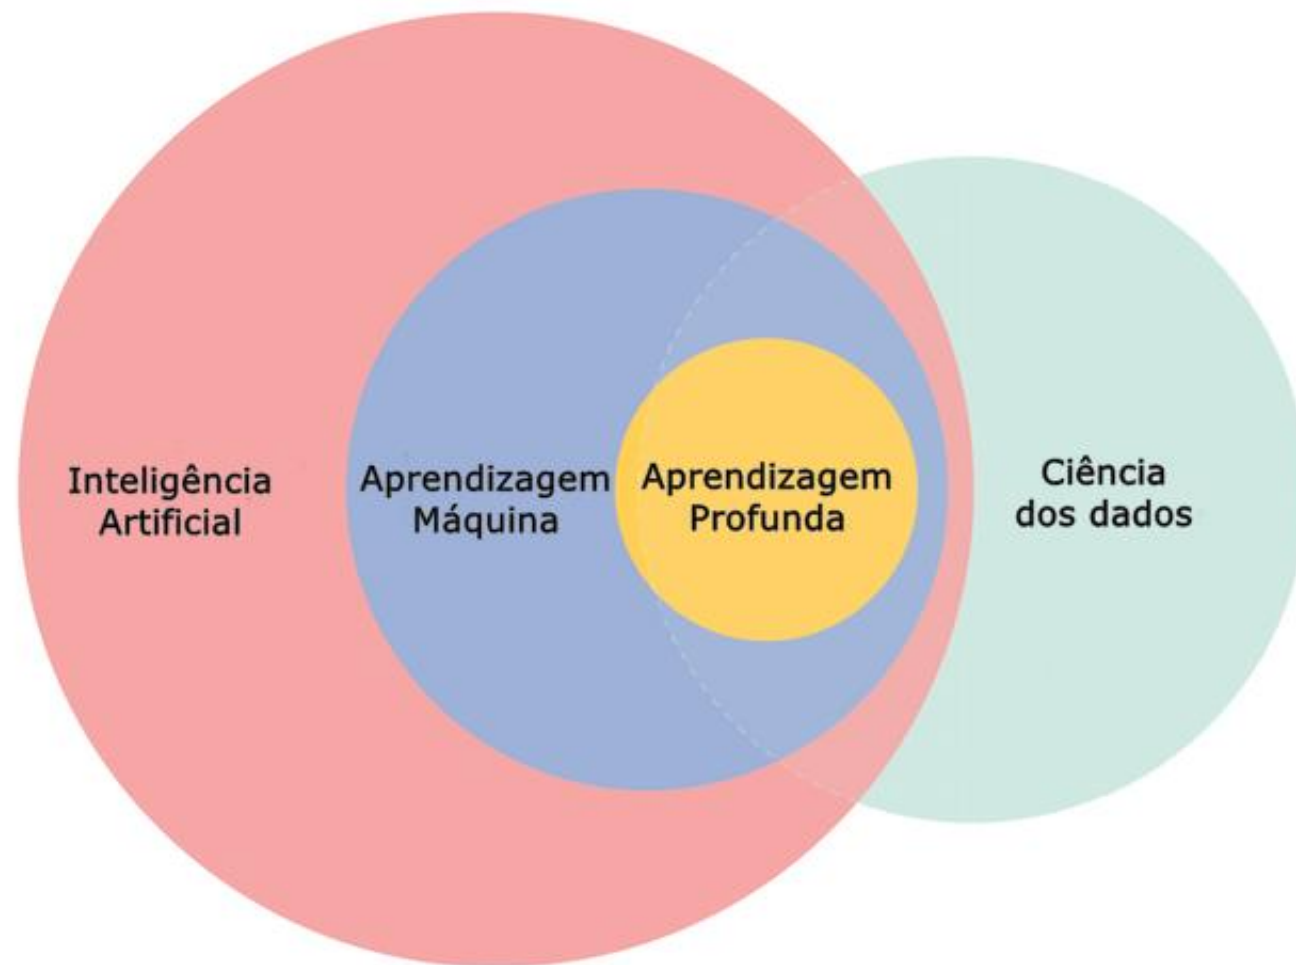 Inteligência
Artificial
Aprendizagem
Máquina
Aprendizagem
Profunda
Ciência
dos dados